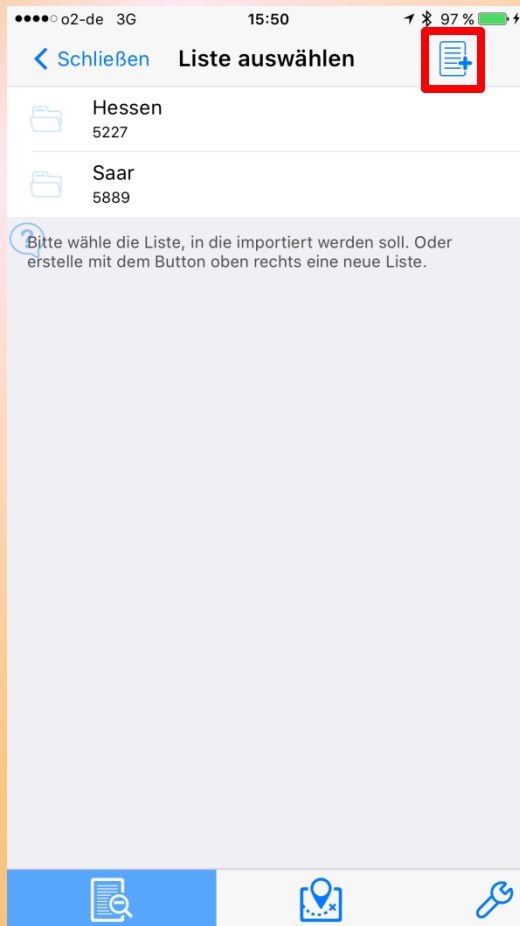 o2-de 3G 15:50 97 %
Schließen Liste auswählen
Hessen
5227
Saar
5889
?
Bitte wähle die Liste, in die importiert werden soll. Oder
erstelle mit dem Button oben rechts eine neue Liste.